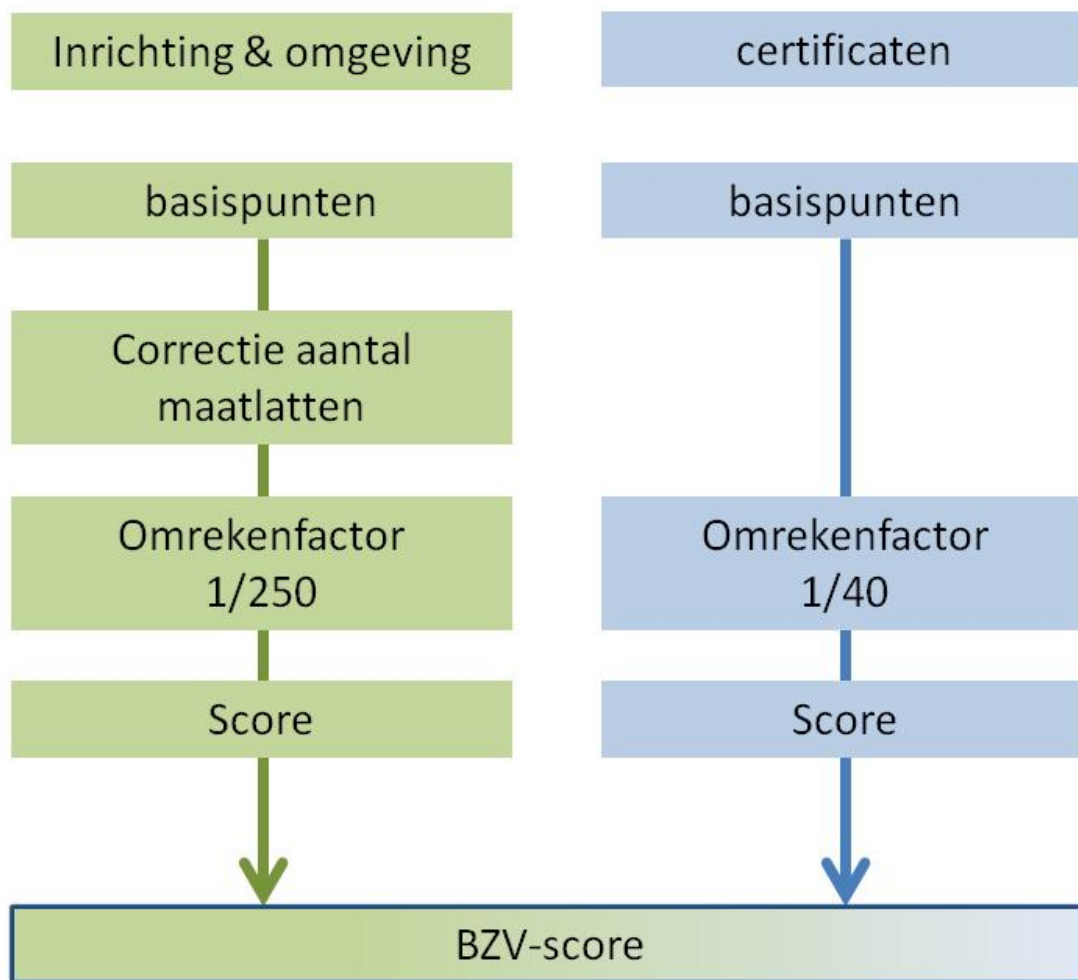 Inrichting & omgeving
basispunten
Correctie aantal
maatlatten
Omrekenfactor
1/250
Score
certificaten
basispunten
Omrekenfactor
1/40
Score
BZV-score